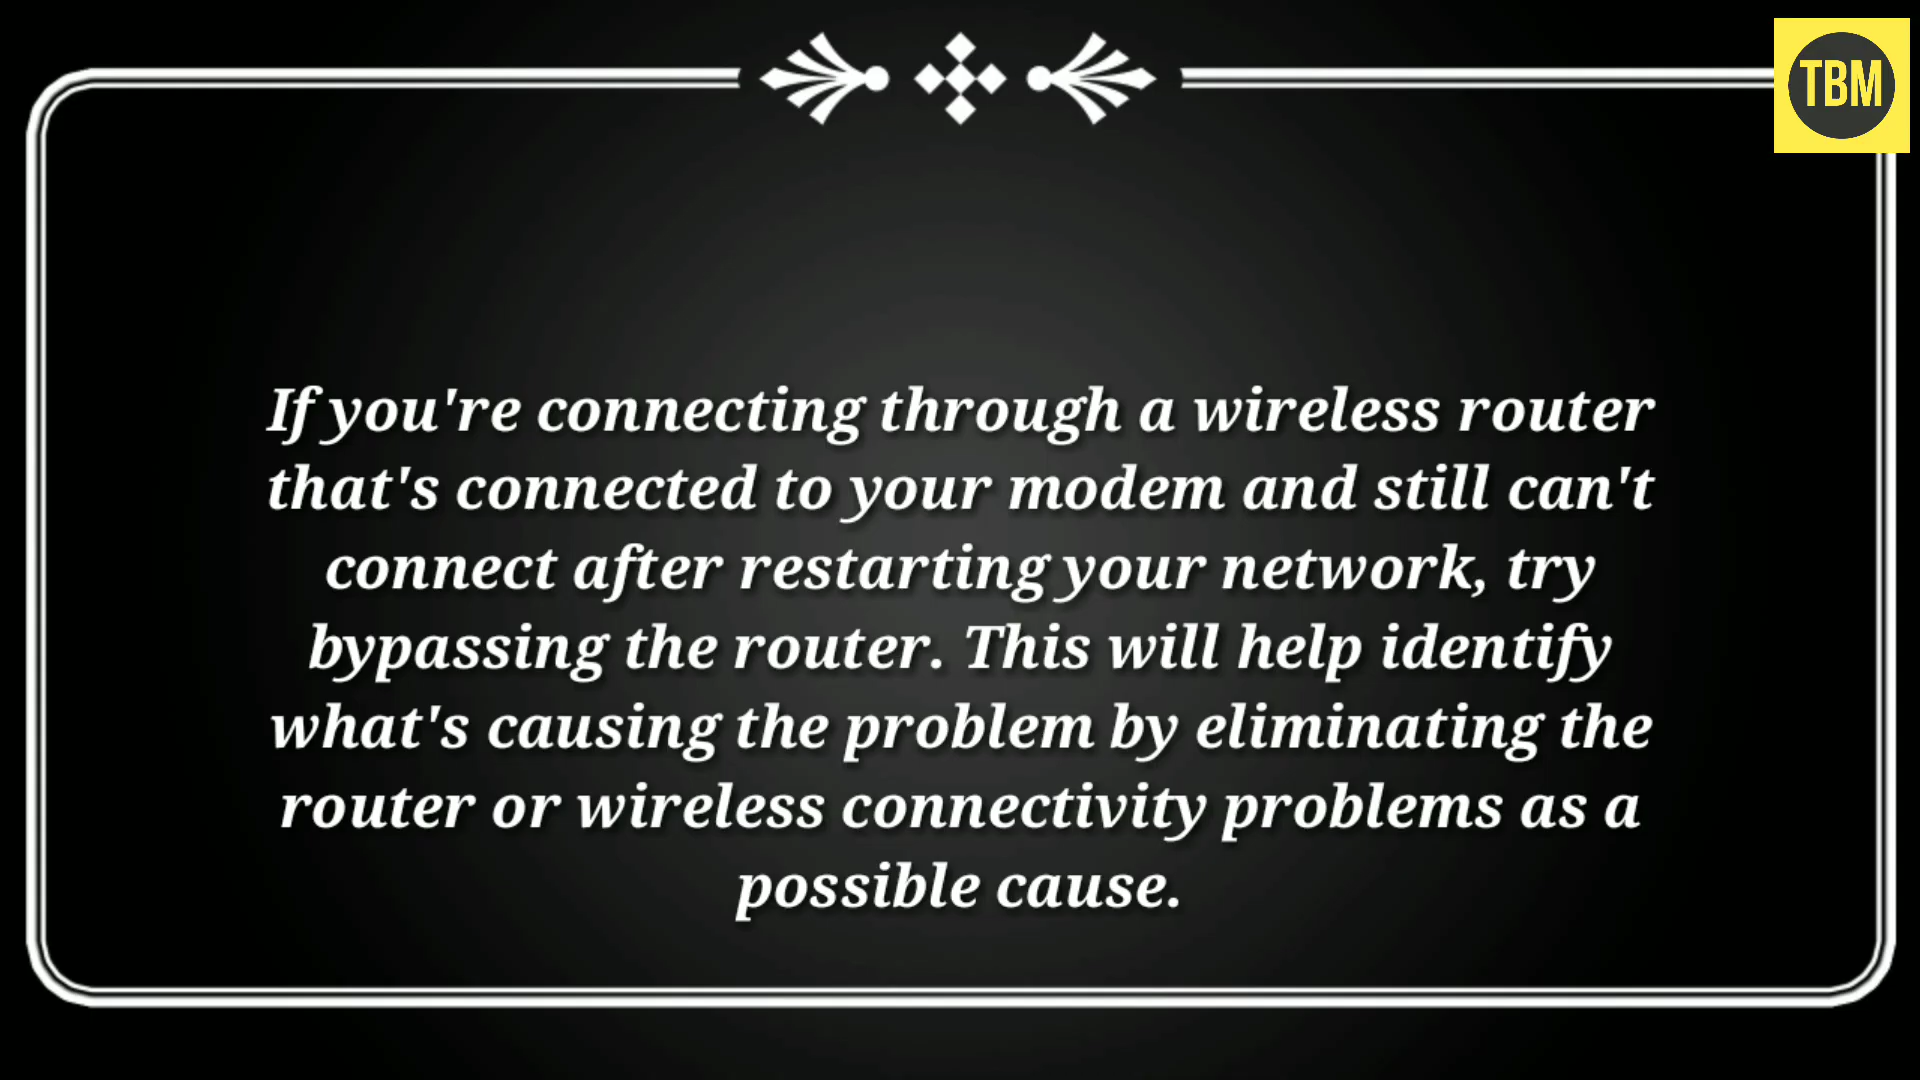 TBM
If you're connecting through a wireless router
that's connected to your modem and still can't
connect after restarting your network, try
bypassing the router. This will help identify
what's causing the problem by eliminating the
router or wireless connectivity problems as a
possible cause.